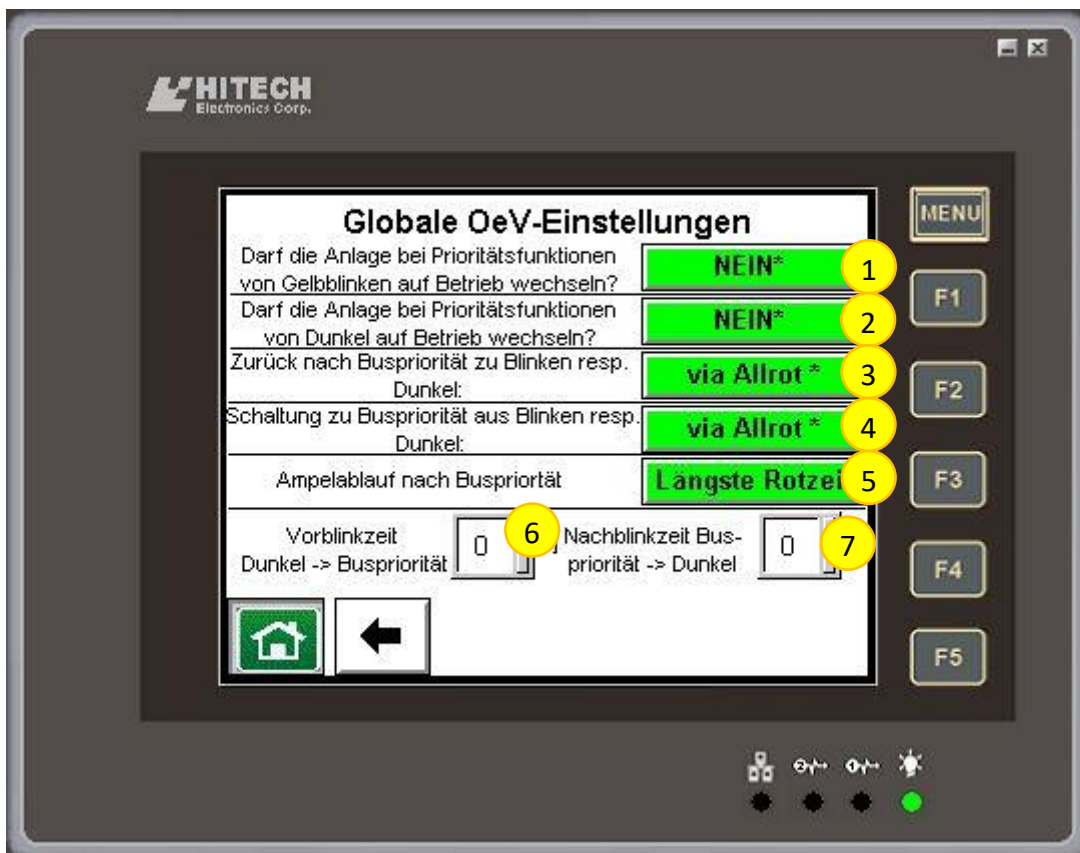 HITECH
Electronics Corp.
MENU
Globale OeV-Einstellungen
Darf die Anlage bei Prioritätsfunktionen
von Gelbblinken auf Betrieb wechseln?
NEIN*
1
F1
Darf die Anlage bei Prioritätsfunktionen
von Dunkel auf Betrieb wechseln?
NEIN*
2
Zurück nach Buspriorität zu Blinken resp.
Dunkel:
via Allrot *
3
F2
Schaltung zu Buspriorität aus Blinken resp.
Dunkel:
via Allrot *
4
Ampelablauf nach Buspriortät
Längste Rotzei
5
F3
Vorblinkzeit
Dunkel -> Buspriorität
0
6
Nachblinkzeit Bus-
priorität -> Dunkel
0
7
F4
F5